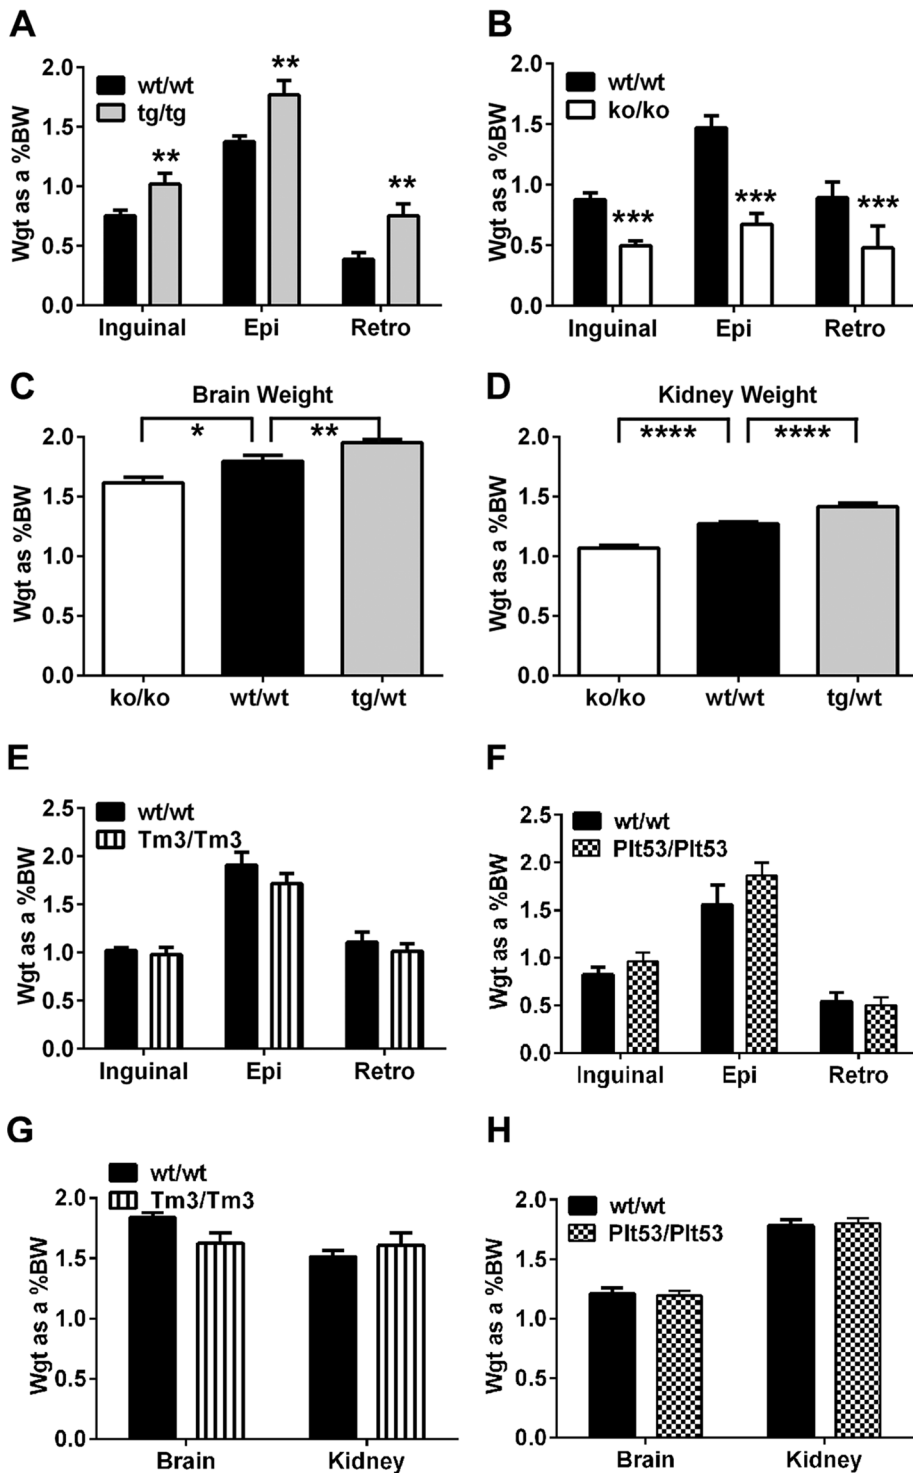 A
wt/wt
tg/tg
**
**
**
Wgt as a %BW
2.0
1.5
1.0
0.5
0.0
Inguinal Epi Retro
B
wt/wt
ko/ko
***
***
***
Wgt as a %BW
2.0
1.5
1.0
0.5
0.0
Inguinal Epi Retro
C
Brain Weight
* **
Wgt as %BW
2.0
1.5
1.0
0.5
0.0
ko/ko wt/wt tg/wt
D
Kidney Weight
**** ****
Wgt as a %BW
2.0
1.5
1.0
0.5
0.0
ko/ko wt/wt tg/wt
E
wt/wt
Tm3/Tm3
Wgt as a %BW
2.5
2.0
1.5
1.0
0.5
0.0
Inguinal Epi Retro
F
wt/wt
Plt53/Plt53
Wgt as a %BW
2.5
2.0
1.5
1.0
0.5
0.0
Inguinal Epi Retro
G
wt/wt
Tm3/Tm3
Wgt as a %BW
2.0
1.5
1.0
0.5
0.0
Brain Kidney
H
wt/wt
Plt53/Plt53
Wgt as a %BW
2.0
1.5
1.0
0.5
0.0
Brain Kidney